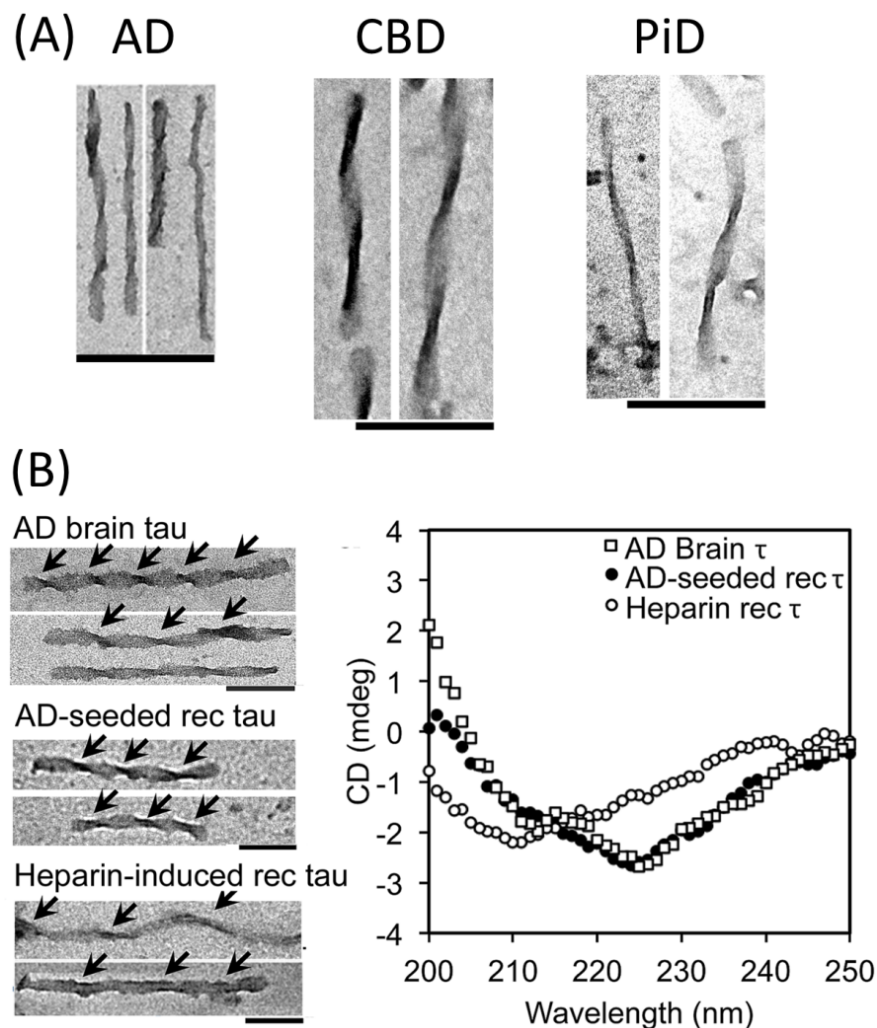 (A) AD CBD PiD
(B)
AD brain tau
AD-seeded rec tau
Heparin-induced rec tau
4
3
2
1
0
-1
-2
-3
-4
CD (mdeg)
AD Brain τ
AD-seeded rec τ
Heparin rec τ
200 210 220 230 240 250
Wavelength (nm)